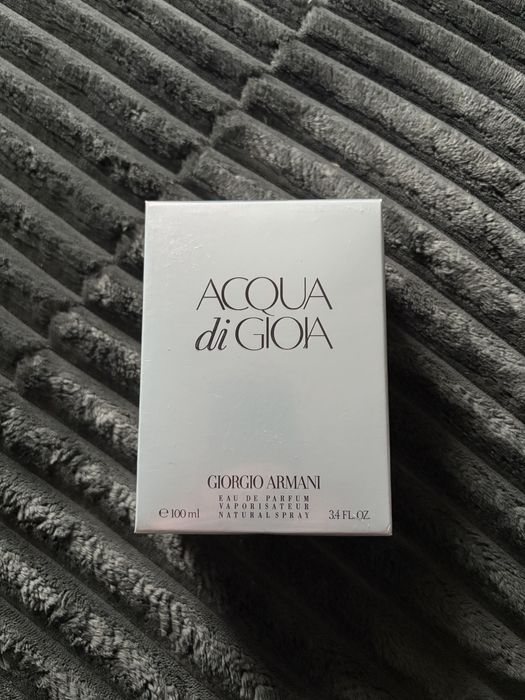 ACQUA
di GIOIA
GIORGIO ARMANI
EAU DE PARFUM
VAPORISATEUR
℮ 100 ml NATURAL SPRAY 3.4 FL. OZ.